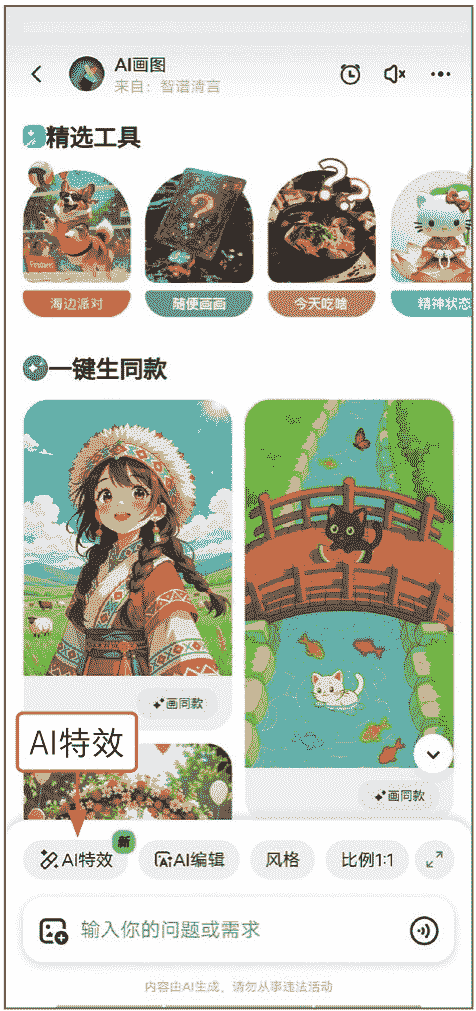 AI画图
来自：智谱清言
精选工具
海边派对
随便画画
今天吃啥
精神状态
一键生同款
画同款
画同款
AI特效
新
AI特效
AI编辑
风格
比例1:1
输入你的问题或需求
内容由AI生成，请勿从事违法活动